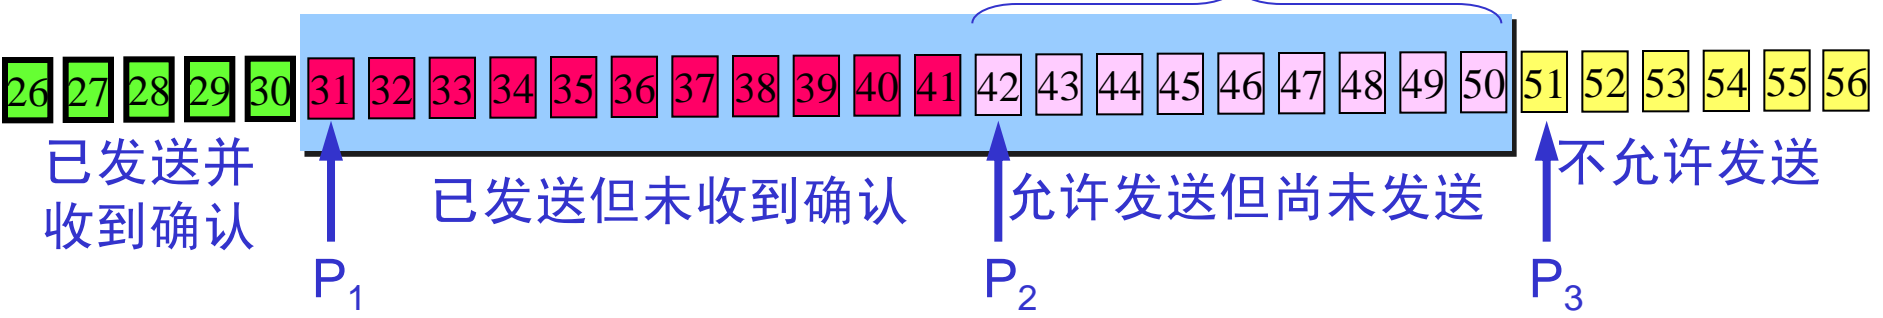 26 27 28 29 30 31 32 33 34 35 36 37 38 39 40 41 42 43 44 45 46 47 48 49 50 51 52 53 54 55 56
已发送并
收到确认
已发送但未收到确认
允许发送但尚未发送
不允许发送
P1 P2 P3